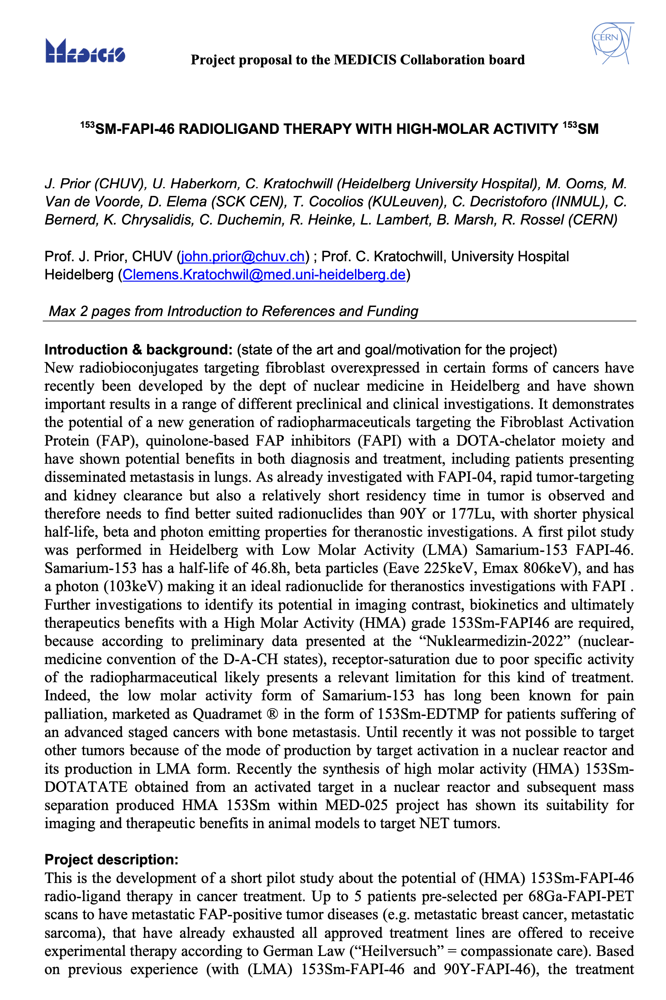 MEDICIS
CERN
Project proposal to the MEDICIS Collaboration board
153SM-FAPI-46 RADIOLIGAND THERAPY WITH HIGH-MOLAR ACTIVITY 153SM
J. Prior (CHUV), U. Haberkorn, C. Kratochwill (Heidelberg University Hospital), M. Ooms, M.
Van de Voorde, D. Elema (SCK CEN), T. Cocolios (KULeuven), C. Decristoforo (INMUL), C.
Bernerd, K. Chrysalidis, C. Duchemin, R. Heinke, L. Lambert, B. Marsh, R. Rossel (CERN)
Prof. J. Prior, CHUV (john.prior@chuv.ch) ; Prof. C. Kratochwill, University Hospital
Heidelberg (Clemens.Kratochwil@med.uni-heidelberg.de)
Max 2 pages from Introduction to References and Funding
Introduction & background: (state of the art and goal/motivation for the project)
New radiobioconjugates targeting fibroblast overexpressed in certain forms of cancers have
recently been developed by the dept of nuclear medicine in Heidelberg and have shown
important results in a range of different preclinical and clinical investigations. It demonstrates
the potential of a new generation of radiopharmaceuticals targeting the Fibroblast Activation
Protein (FAP), quinolone-based FAP inhibitors (FAPI) with a DOTA-chelator moiety and
have shown potential benefits in both diagnosis and treatment, including patients presenting
disseminated metastasis in lungs. As already investigated with FAPI-04, rapid tumor-targeting
and kidney clearance but also a relatively short residency time in tumor is observed and
therefore needs to find better suited radionuclides than 90Y or 177Lu, with shorter physical
half-life, beta and photon emitting properties for theranostic investigations. A first pilot study
was performed in Heidelberg with Low Molar Activity (LMA) Samarium-153 FAPI-46.
Samarium-153 has a half-life of 46.8h, beta particles (Eave 225keV, Emax 806keV), and has
a photon (103keV) making it an ideal radionuclide for theranostics investigations with FAPI .
Further investigations to identify its potential in imaging contrast, biokinetics and ultimately
therapeutics benefits with a High Molar Activity (HMA) grade 153Sm-FAPI46 are required,
because according to preliminary data presented at the “Nuklearmedizin-2022” (nuclear-
medicine convention of the D-A-CH states), receptor-saturation due to poor specific activity
of the radiopharmaceutical likely presents a relevant limitation for this kind of treatment.
Indeed, the low molar activity form of Samarium-153 has long been known for pain
palliation, marketed as Quadramet ® in the form of 153Sm-EDTMP for patients suffering of
an advanced staged cancers with bone metastasis. Until recently it was not possible to target
other tumors because of the mode of production by target activation in a nuclear reactor and
its production in LMA form. Recently the synthesis of high molar activity (HMA) 153Sm-
DOTATATE obtained from an activated target in a nuclear reactor and subsequent mass
separation produced HMA 153Sm within MED-025 project has shown its suitability for
imaging and therapeutic benefits in animal models to target NET tumors.
Project description:
This is the development of a short pilot study about the potential of (HMA) 153Sm-FAPI-46
radio-ligand therapy in cancer treatment. Up to 5 patients pre-selected per 68Ga-FAPI-PET
scans to have metastatic FAP-positive tumor diseases (e.g. metastatic breast cancer, metastatic
sarcoma), that have already exhausted all approved treatment lines are offered to receive
experimental therapy according to German Law (“Heilversuch” = compassionate care). Based
on previous experience (with (LMA) 153Sm-FAPI-46 and 90Y-FAPI-46), the treatment